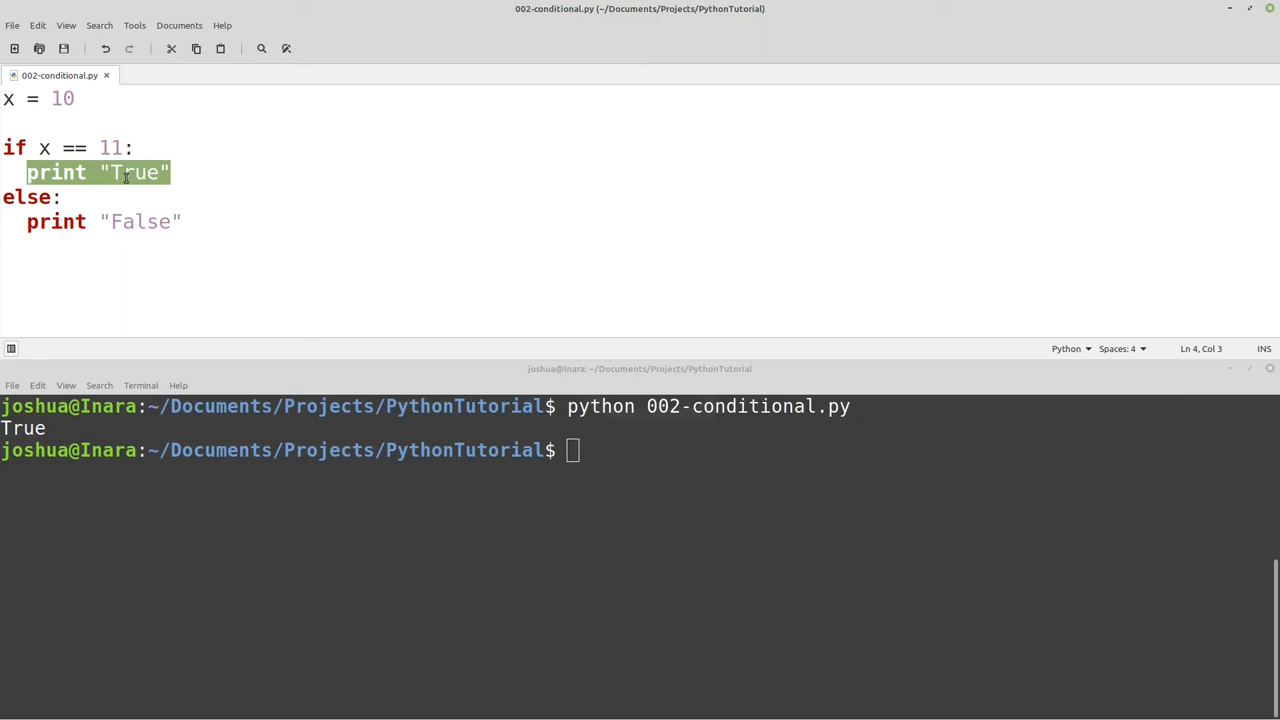 002-conditional.py (~/Documents/Projects/PythonTutorial)
File Edit View Search Tools Documents Help
002-conditional.py ×
x = 10
if x == 11:
  print "True"
else:
  print "False"
Python Spaces: 4 Ln 4, Col 3 INS
joshua@Inara: ~/Documents/Projects/PythonTutorial
File Edit View Search Terminal Help
joshua@Inara:~/Documents/Projects/PythonTutorial$ python 002-conditional.py
True
joshua@Inara:~/Documents/Projects/PythonTutorial$